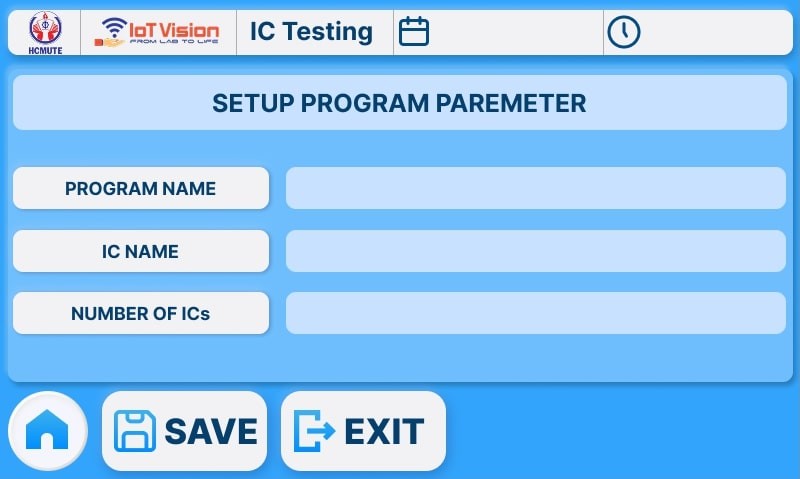 HCMUTE
IoT Vision
FROM LAB TO LIFE
IC Testing
SETUP PROGRAM PAREMETER
PROGRAM NAME
IC NAME
NUMBER OF ICs
SAVE
EXIT